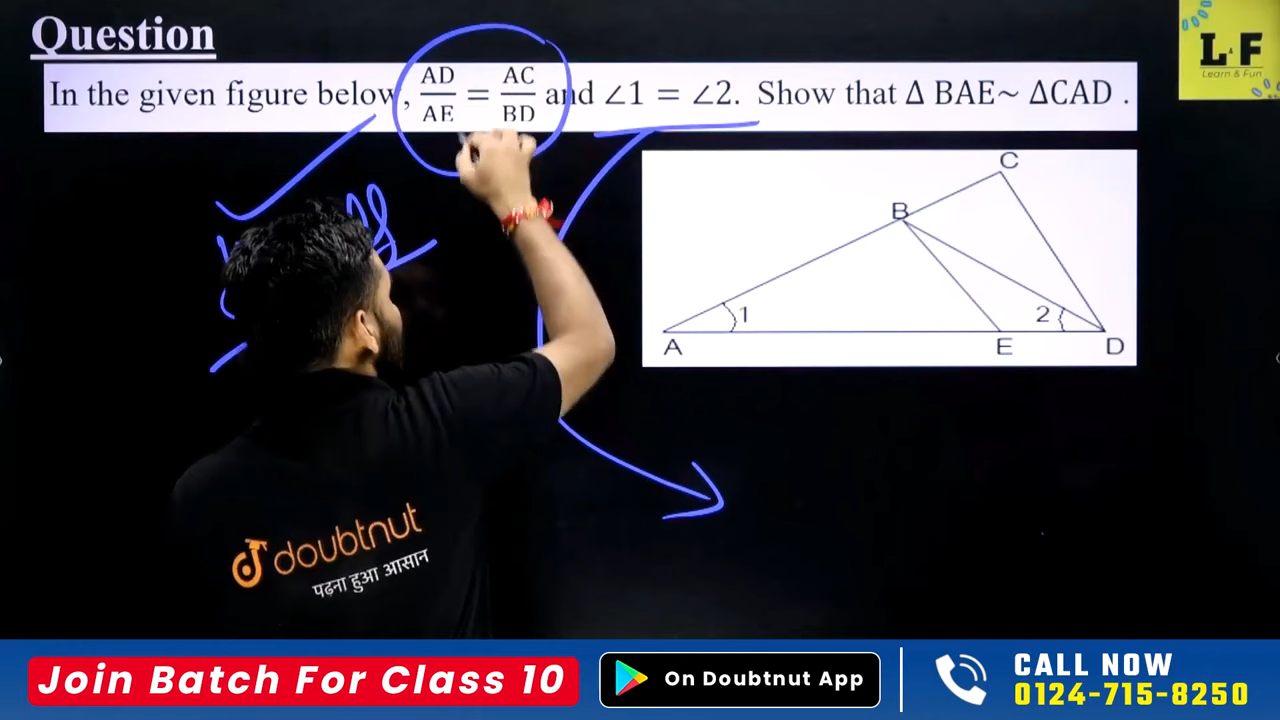 Question
L&F
Learn & Fun
In the given figure below, AD/AE = AC/BD and ∠1 = ∠2. Show that Δ BAE~ ΔCAD .
C
B
1
2
A
E
D
doubtnut
पढ़ना हुआ आसान
Join Batch For Class 10
On Doubtnut App
CALL NOW
0124-715-8250